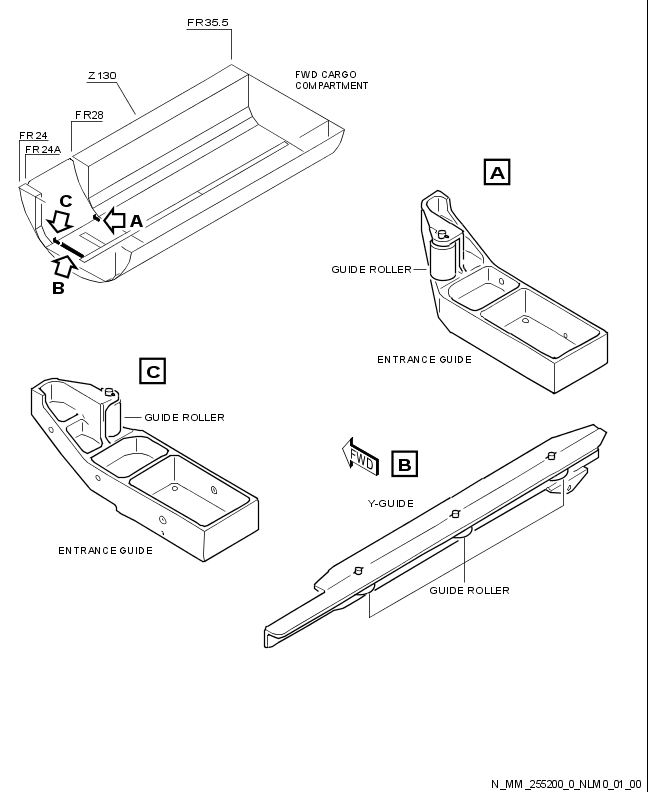 FR35.5
Z130
FWD CARGO
COMPARTMENT
FR28
FR24
FR24A
C
A
B
A
GUIDE ROLLER
ENTRANCE GUIDE
C
GUIDE ROLLER
ENTRANCE GUIDE
FWD
B
Y-GUIDE
GUIDE ROLLER
N_MM_255200_0_NLM0_01_00